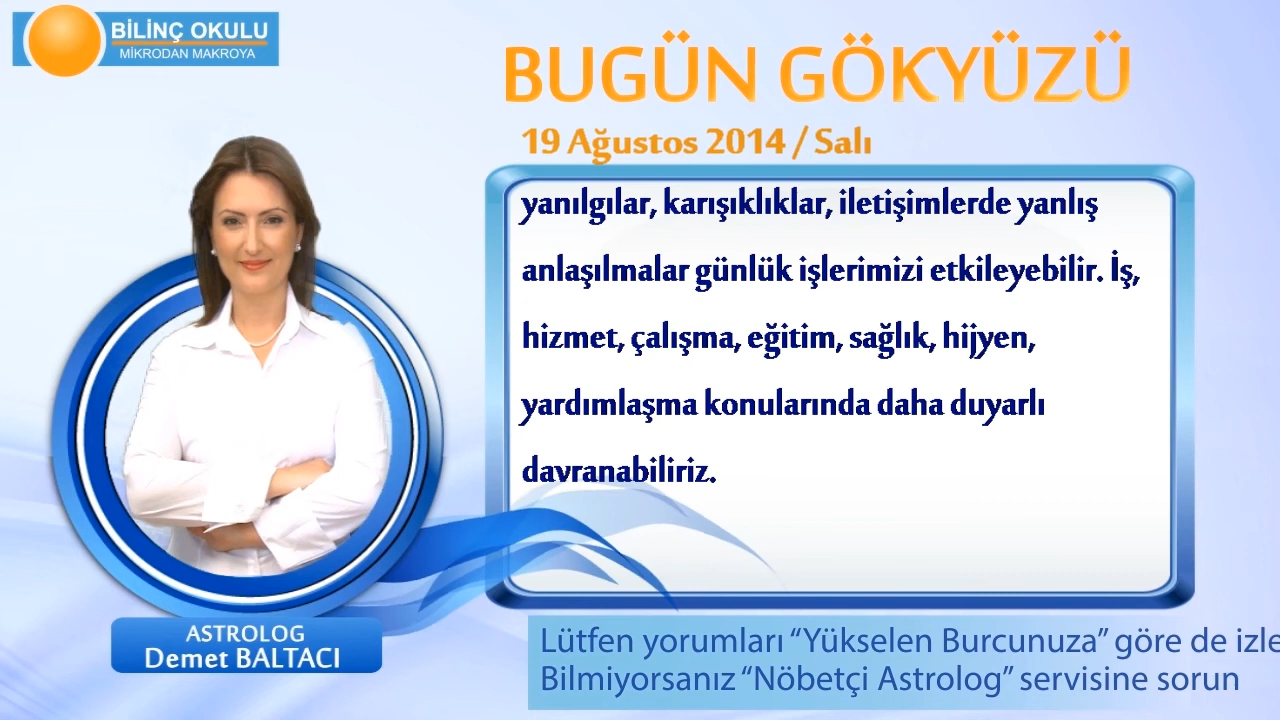 BİLİNÇ OKULU
MİKRODAN MAKROYA
BUGÜN GÖKYÜZÜ
19 Ağustos 2014 / Salı
yanılgılar, karışıklıklar, iletişimlerde yanlış
anlaşılmalar günlük işlerimizi etkileyebilir. İş,
hizmet, çalışma, eğitim, sağlık, hijyen,
yardımlaşma konularında daha duyarlı
davranabiliriz.
ASTROLOG
Demet BALTACI
Lütfen yorumları “Yükselen Burcunuza” göre de izle
Bilmiyorsanız “Nöbetçi Astrolog” servisine sorun